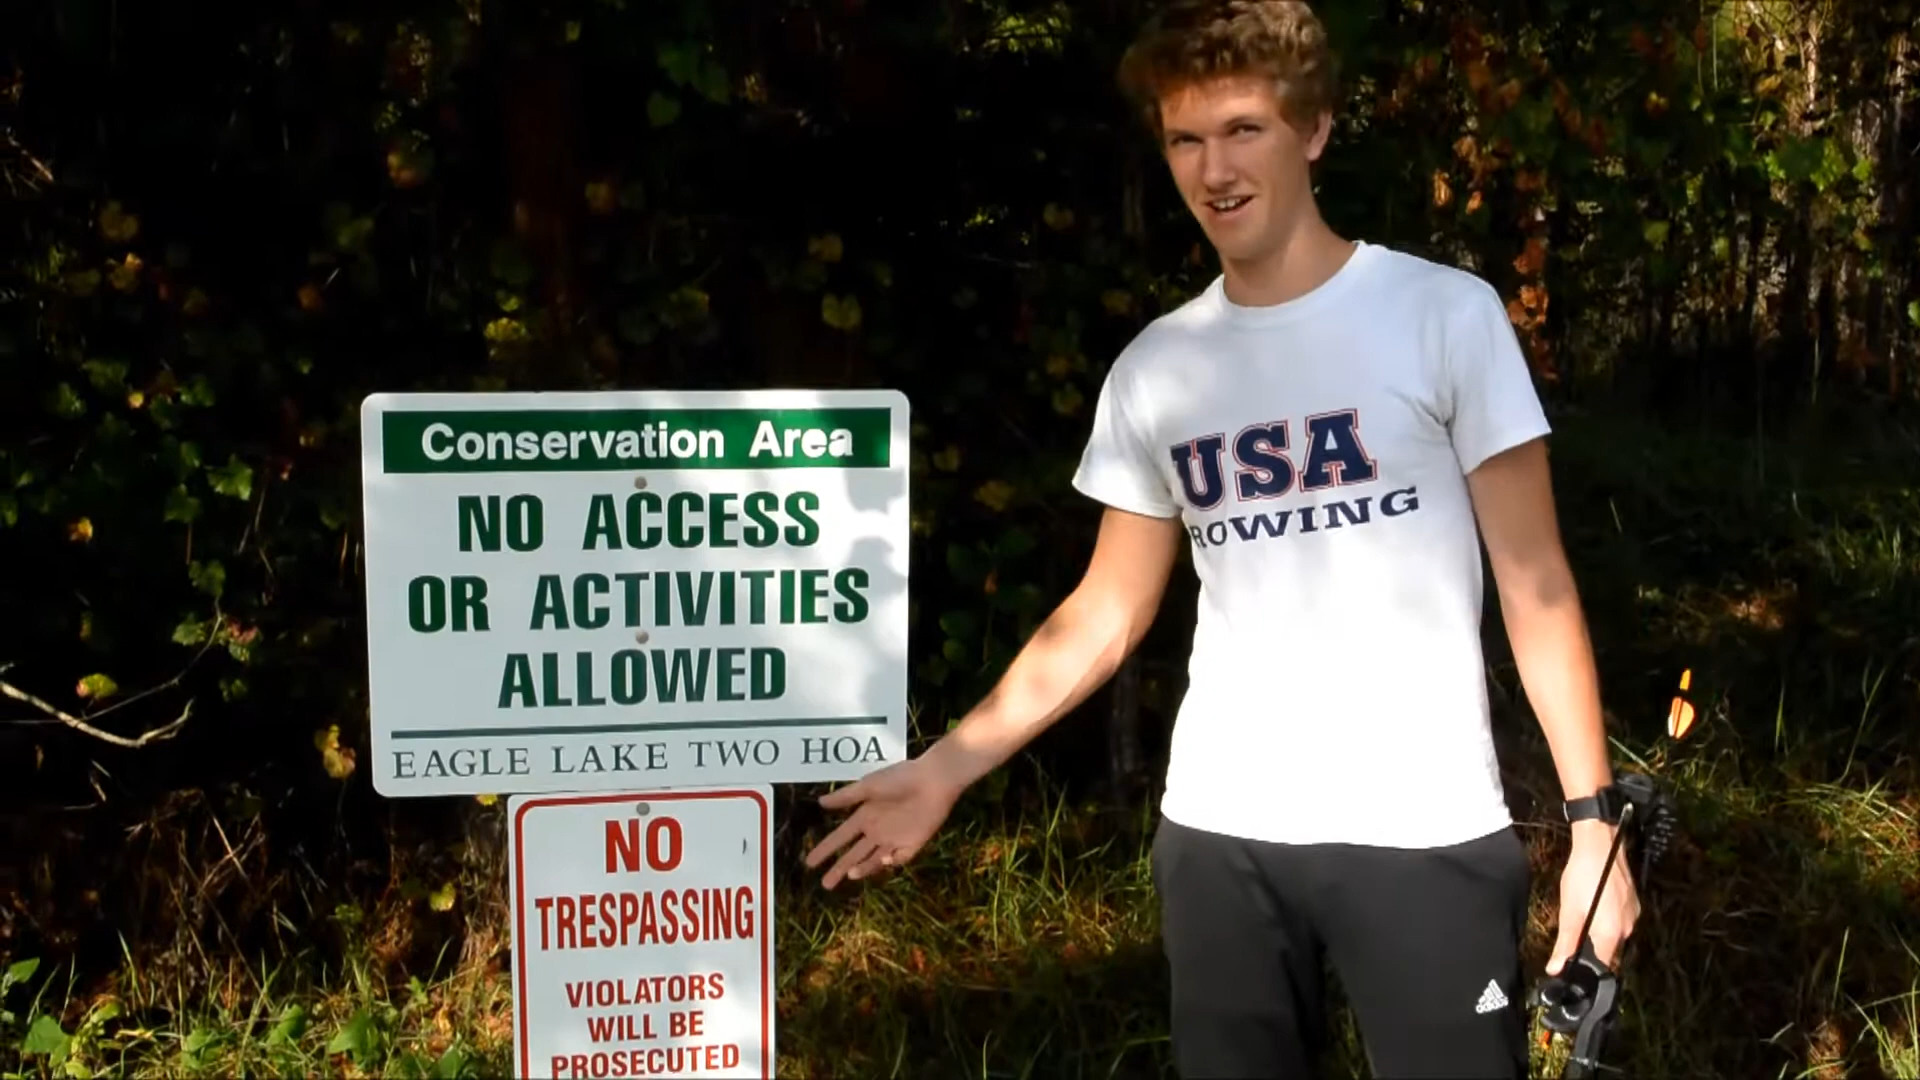 Conservation Area
NO ACCESS
OR ACTIVITIES
ALLOWED
EAGLE LAKE TWO HOA
NO
TRESPASSING
VIOLATORS
WILL BE
PROSECUTED
USA
ROWING
adidas